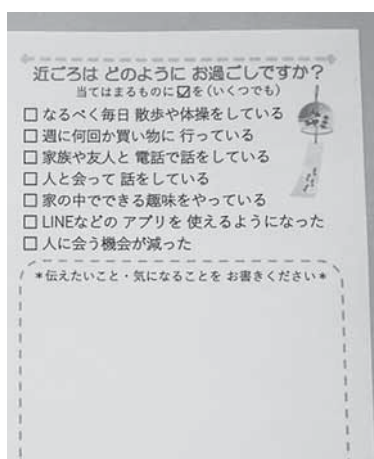 近ごろは どのように お過ごしですか？
当てはまるものに☑を(いくつでも)
□ なるべく毎日 散歩や体操をしている
□ 週に何回か買い物に 行っている
□ 家族や友人と 電話で話をしている
□ 人と会って 話をしている
□ 家の中でできる趣味をやっている
□ LINEなどの アプリを 使えるようになった
□ 人に会う機会が減った
＊伝えたいこと・気になることを お書きください＊